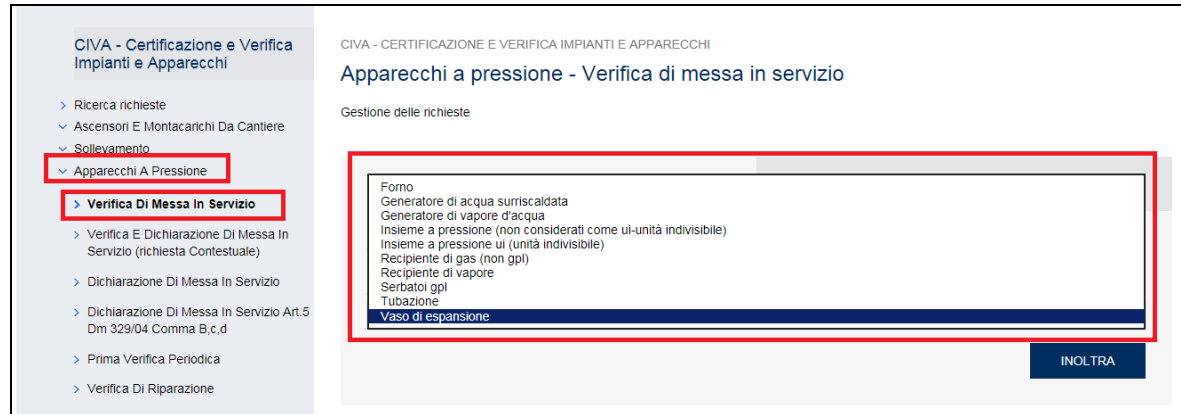 CIVA - Certificazione e Verifica
Impianti e Apparecchi
Ricerca richieste
Ascensori E Montacarichi Da Cantiere
Sollevamento
Apparecchi A Pressione
Verifica Di Messa In Servizio
Verifica E Dichiarazione Di Messa In
Servizio (richiesta Contestuale)
Dichiarazione Di Messa In Servizio
Dichiarazione Di Messa In Servizio Art.5
Dm 329/04 Comma B,c,d
Prima Verifica Periodica
Verifica Di Riparazione
CIVA - CERTIFICAZIONE E VERIFICA IMPIANTI E APPARECCHI
Apparecchi a pressione - Verifica di messa in servizio
Gestione delle richieste
Forno
Generatore di acqua surriscaldata
Generatore di vapore d'acqua
Insieme a pressione (non considerati come ui-unità indivisibile)
Insieme a pressione ui (unità indivisibile)
Recipiente di gas (non gpl)
Recipiente di vapore
Serbatoi gpl
Tubazione
Vaso di espansione
INOLTRA